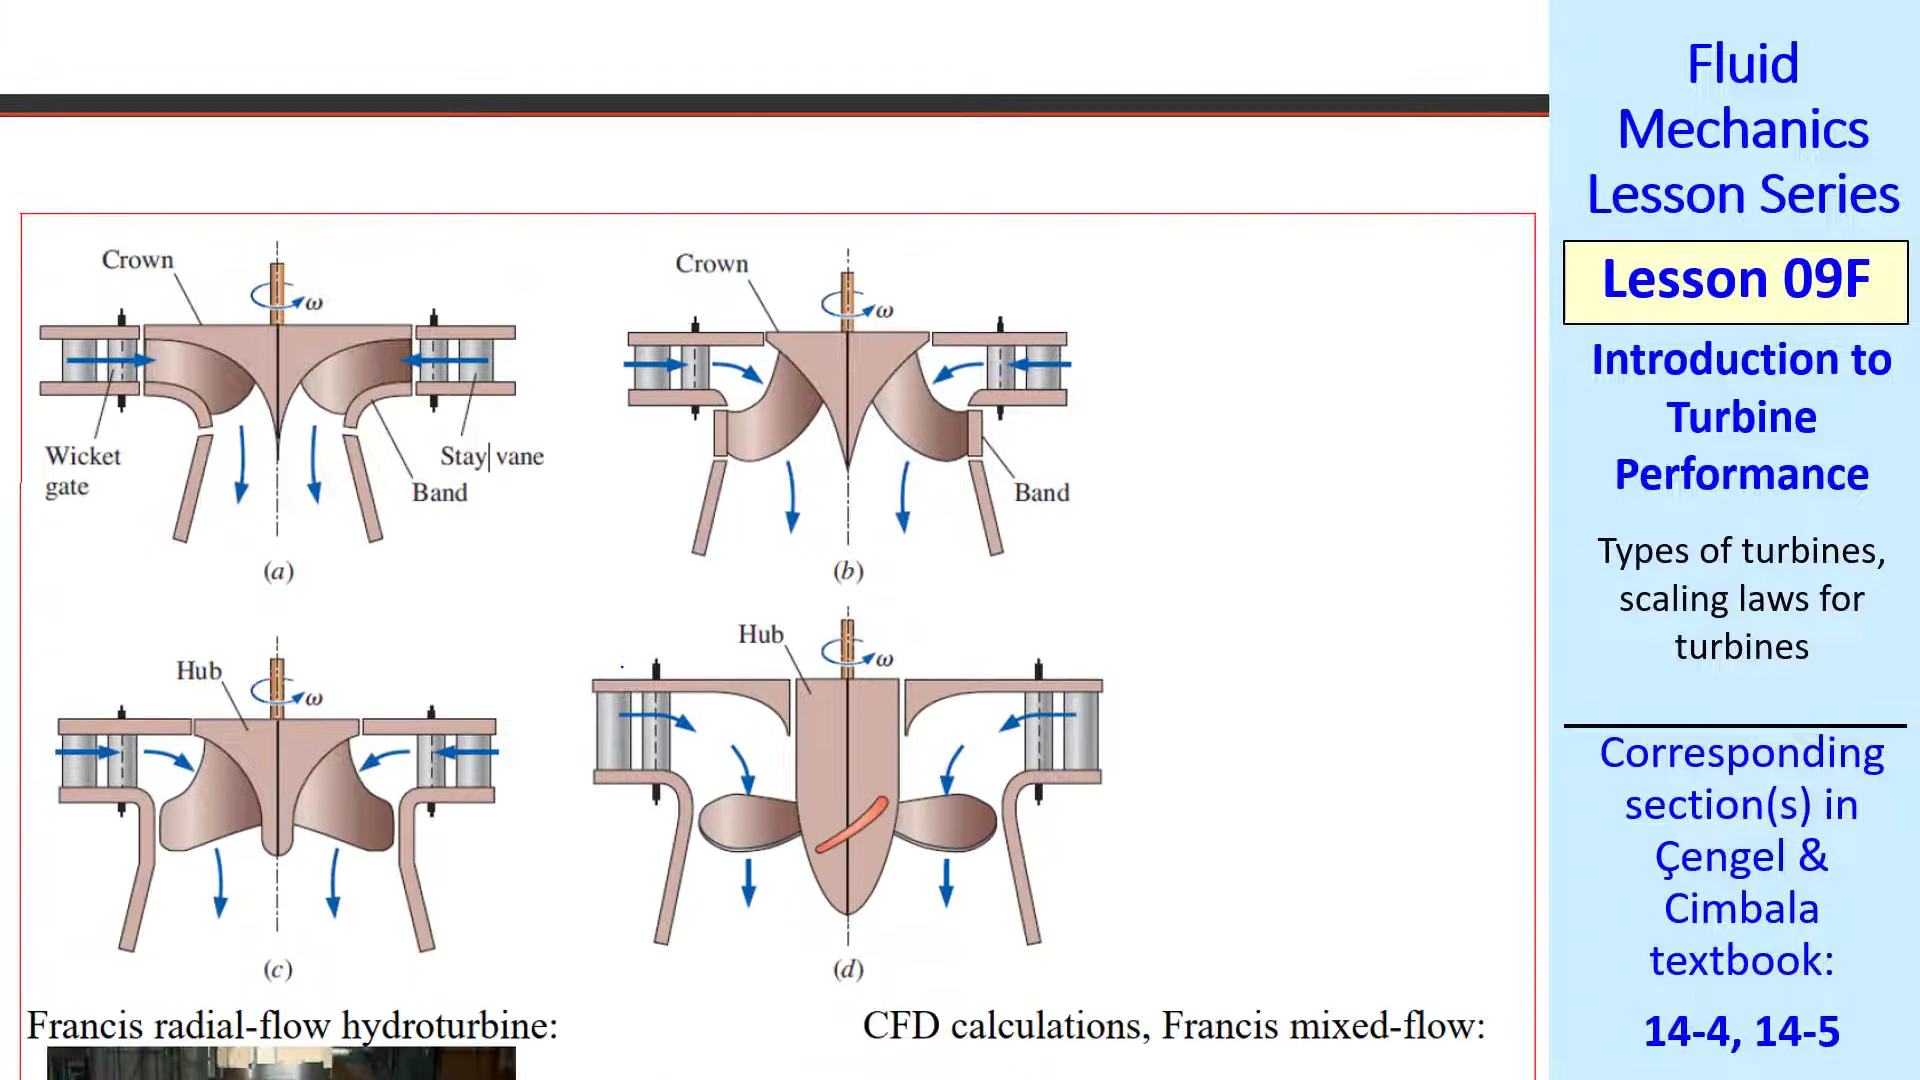 Crown
ω
Wicket
gate
Stay vane
Band
(a)
Crown
ω
Band
(b)
Hub
ω
(c)
Hub
ω
(d)
Francis radial-flow hydroturbine:
CFD calculations, Francis mixed-flow:
Fluid
Mechanics
Lesson Series
Lesson 09F
Introduction to
Turbine
Performance
Types of turbines,
scaling laws for
turbines
Corresponding
section(s) in
Çengel &
Cimbala
textbook:
14-4, 14-5